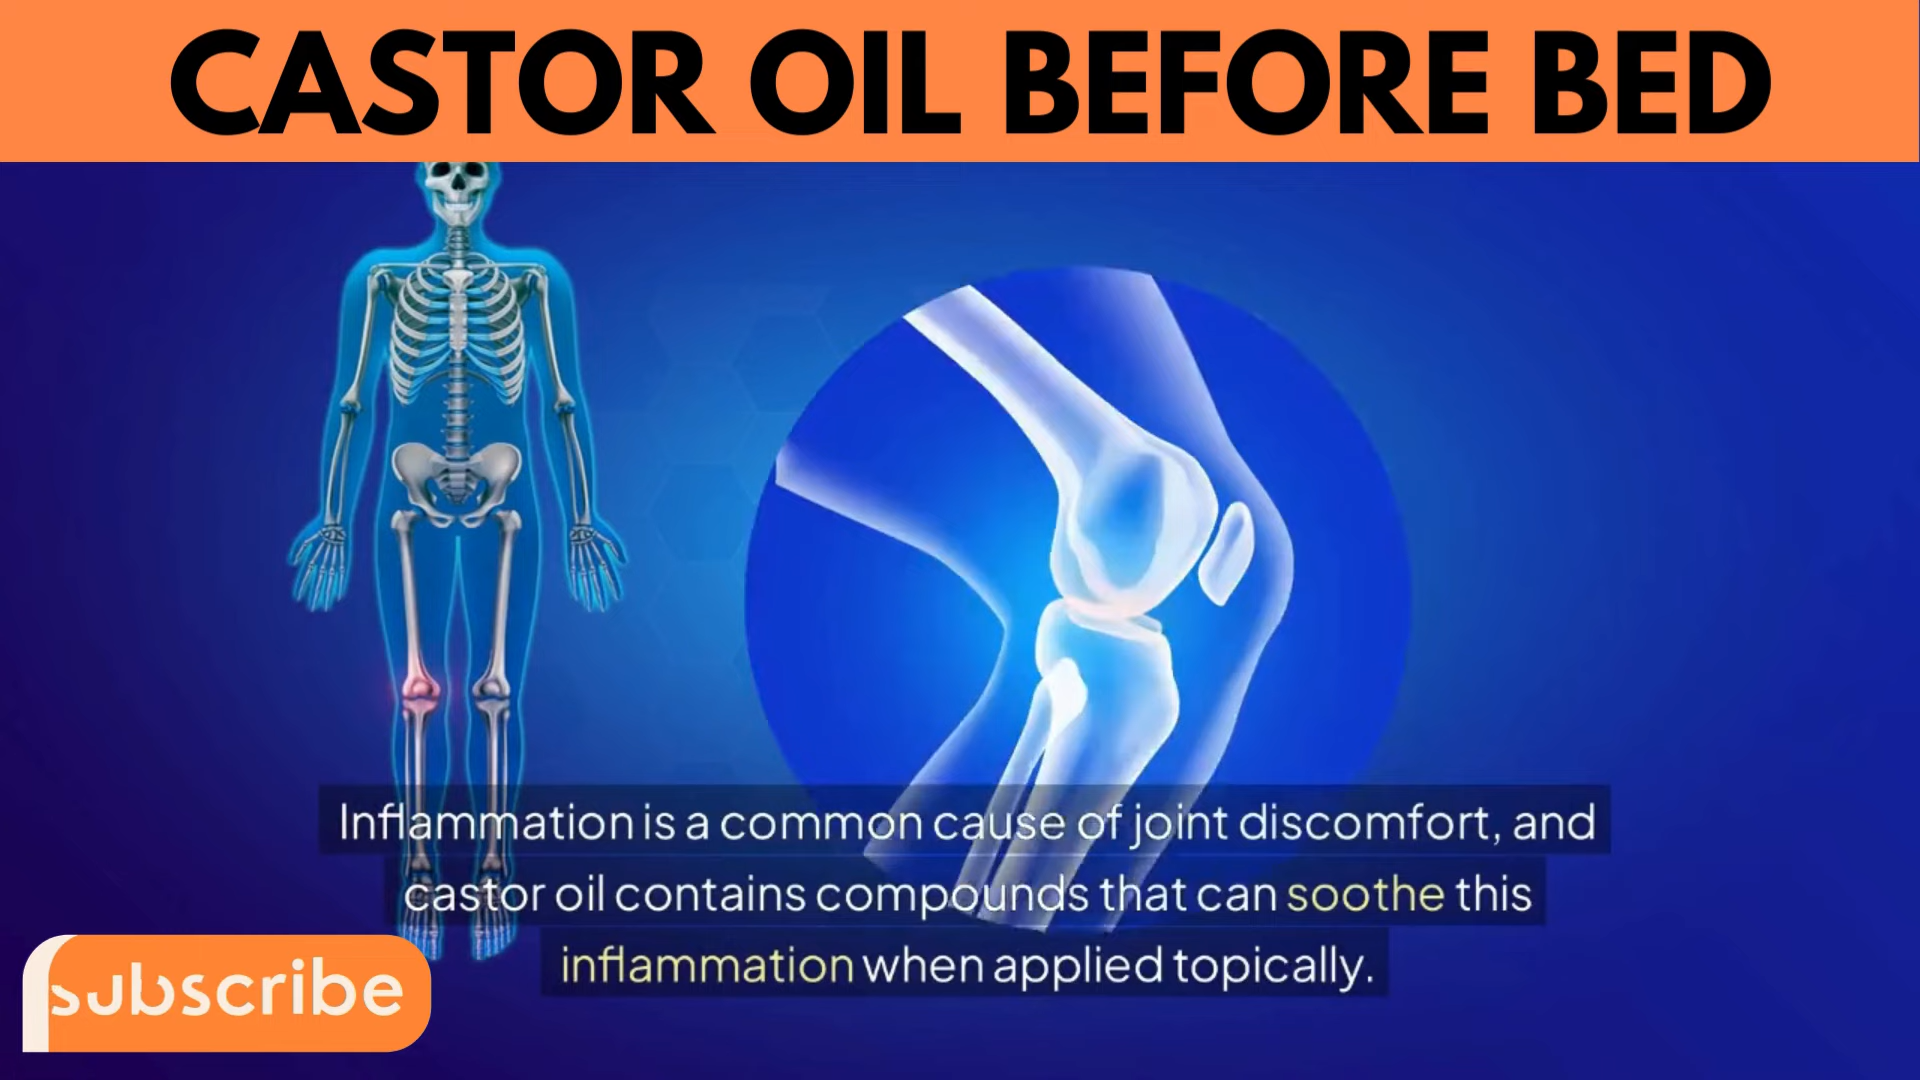 CASTOR OIL BEFORE BED
Inflammation is a common cause of joint discomfort, and
castor oil contains compounds that can soothe this
inflammation when applied topically.
subscribe